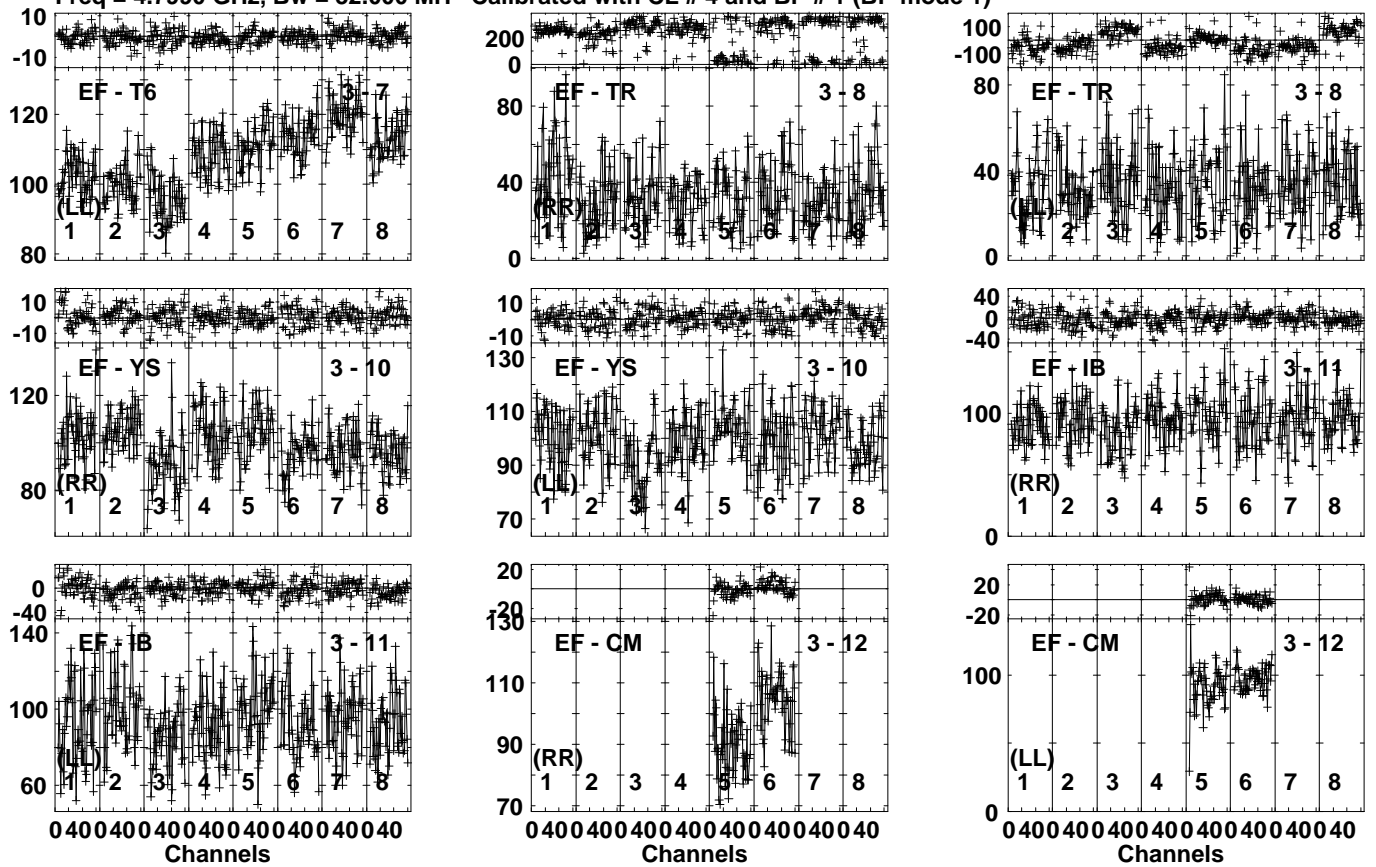 Freq = 4.7990 GHz, Bw = 32.000 MH Calibrated with CL # 4 and BP # 1 (BP mode 1)
10
-10
EF - T6 3 - 7
120
100
80
(LL)
1 2 3 4 5 6 7 8
200
0
EF - TR 3 - 8
80
40
0
(RR)
1 2 3 4 5 6 7 8
100
-100
EF - TR 3 - 8
80
40
0
(LL)
1 2 3 4 5 6 7 8
10
-10
EF - YS 3 - 10
120
80
(RR)
1 2 3 4 5 6 7 8
10
-10
EF - YS 3 - 10
130
110
90
70
(LL)
1 2 3 4 5 6 7 8
40
0
-40
EF - IB 3 - 11
100
0
(RR)
1 2 3 4 5 6 7 8
0
-40
EF - IB 3 - 11
140
100
60
(LL)
1 2 3 4 5 6 7 8
0 40 0 40 0 40 0 40 0 40 0 40 0 40 0 40
Channels
20
-20
EF - CM 3 - 12
130
110
90
70
(RR)
1 2 3 4 5 6 7 8
0 40 0 40 0 40 0 40 0 40 0 40 0 40 0 40
Channels
20
-20
EF - CM 3 - 12
100
0
(LL)
1 2 3 4 5 6 7 8
0 40 0 40 0 40 0 40 0 40 0 40 0 40 0 40
Channels